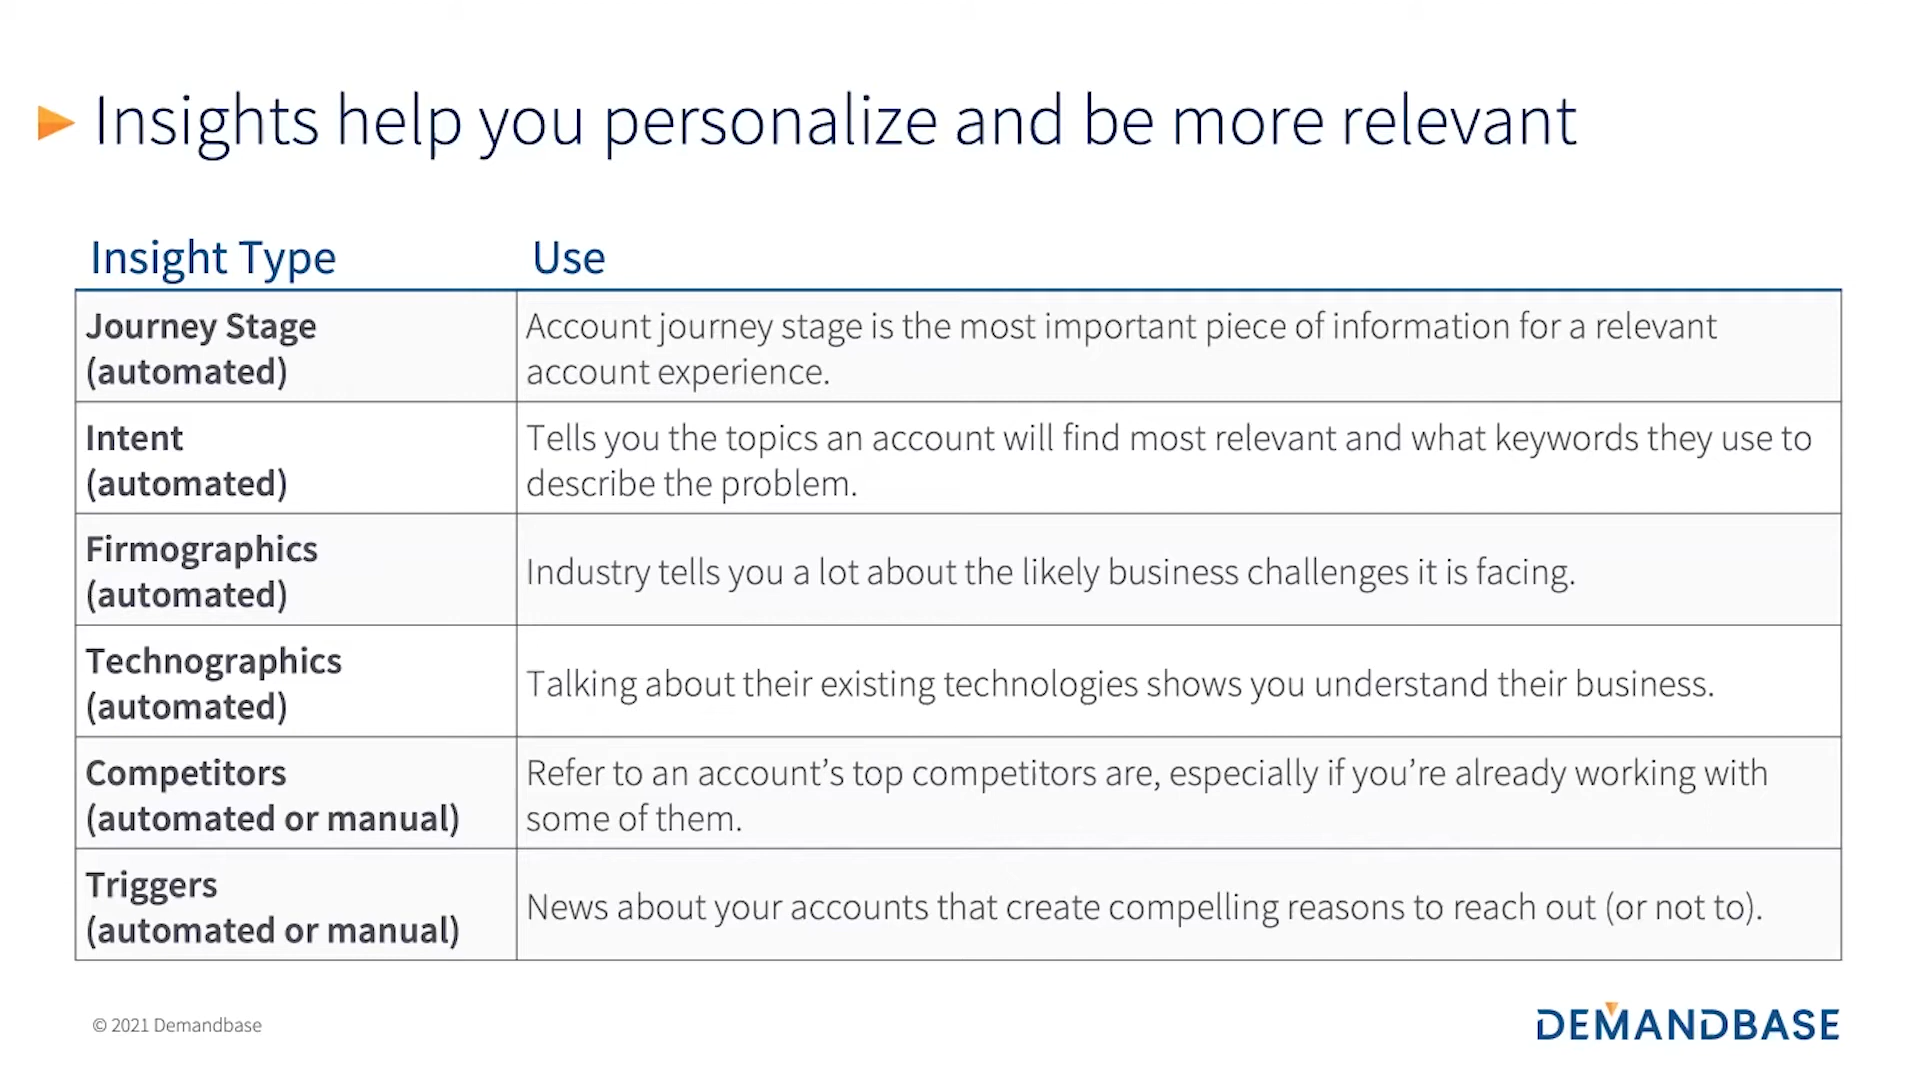 Insights help you personalize and be more relevant
Insight Type
Use
Journey Stage
(automated)
Account journey stage is the most important piece of information for a relevant
account experience.
Intent
(automated)
Tells you the topics an account will find most relevant and what keywords they use to
describe the problem.
Firmographics
(automated)
Industry tells you a lot about the likely business challenges it is facing.
Technographics
(automated)
Talking about their existing technologies shows you understand their business.
Competitors
(automated or manual)
Refer to an account’s top competitors are, especially if you’re already working with
some of them.
Triggers
(automated or manual)
News about your accounts that create compelling reasons to reach out (or not to).
© 2021 Demandbase
DEMANDBASE